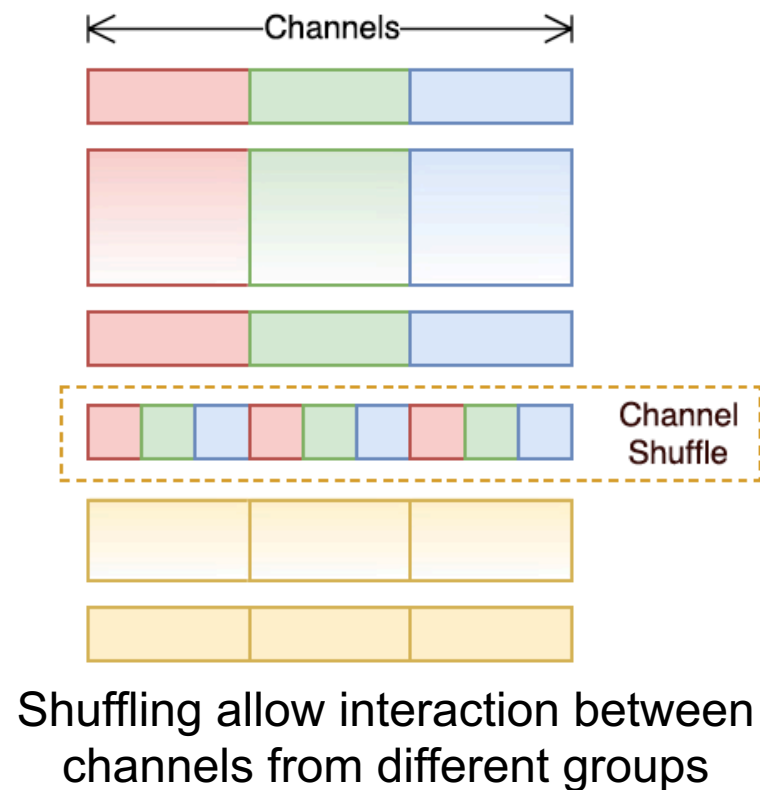 Channels
Channel
Shuffle
Shuffling allow interaction between
channels from different groups